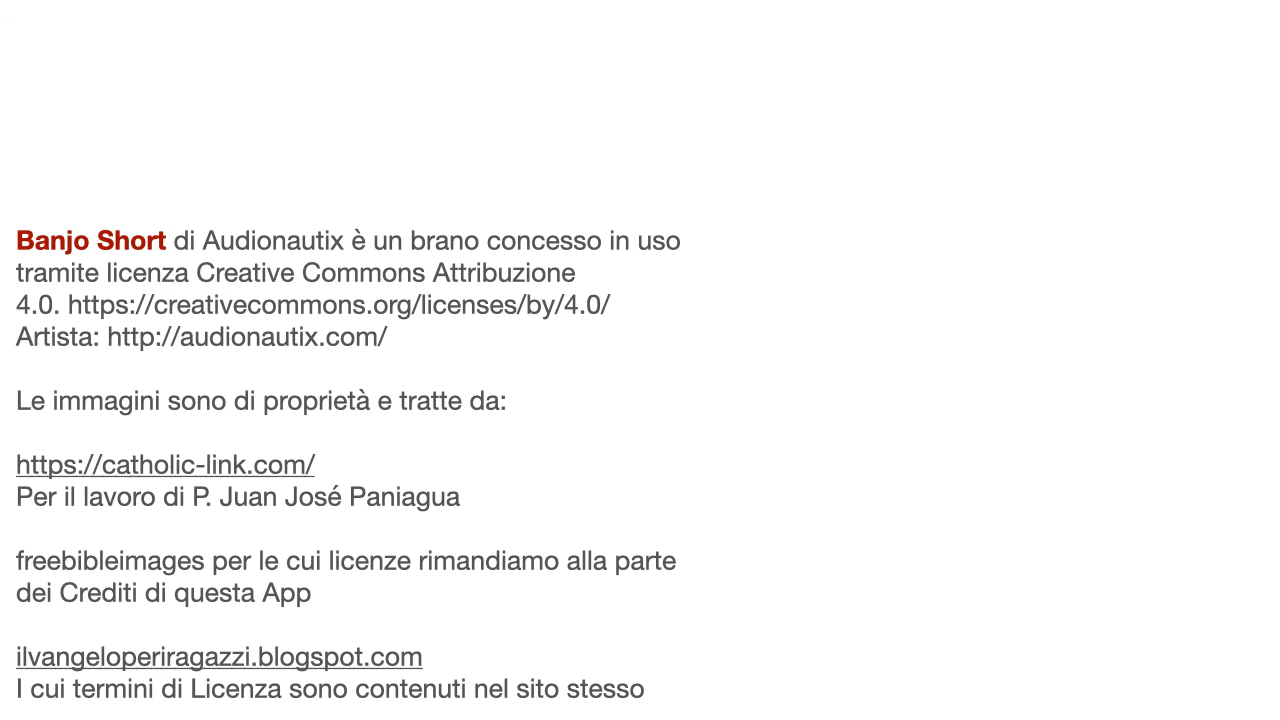 Banjo Short di Audionautix è un brano concesso in uso
tramite licenza Creative Commons Attribuzione
4.0. https://creativecommons.org/licenses/by/4.0/
Artista: http://audionautix.com/
Le immagini sono di proprietà e tratte da:
https://catholic-link.com/
Per il lavoro di P. Juan José Paniagua
freebibleimages per le cui licenze rimandiamo alla parte
dei Crediti di questa App
ilvangeloperiragazzi.blogspot.com
I cui termini di Licenza sono contenuti nel sito stesso